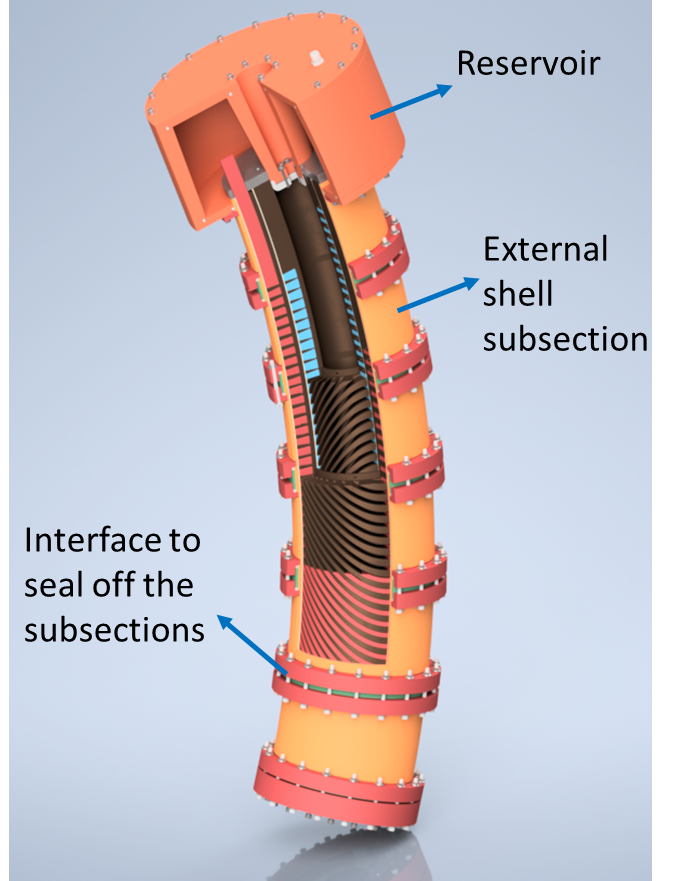 Reservoir
External
shell
subsection
Interface to
seal off the
subsections